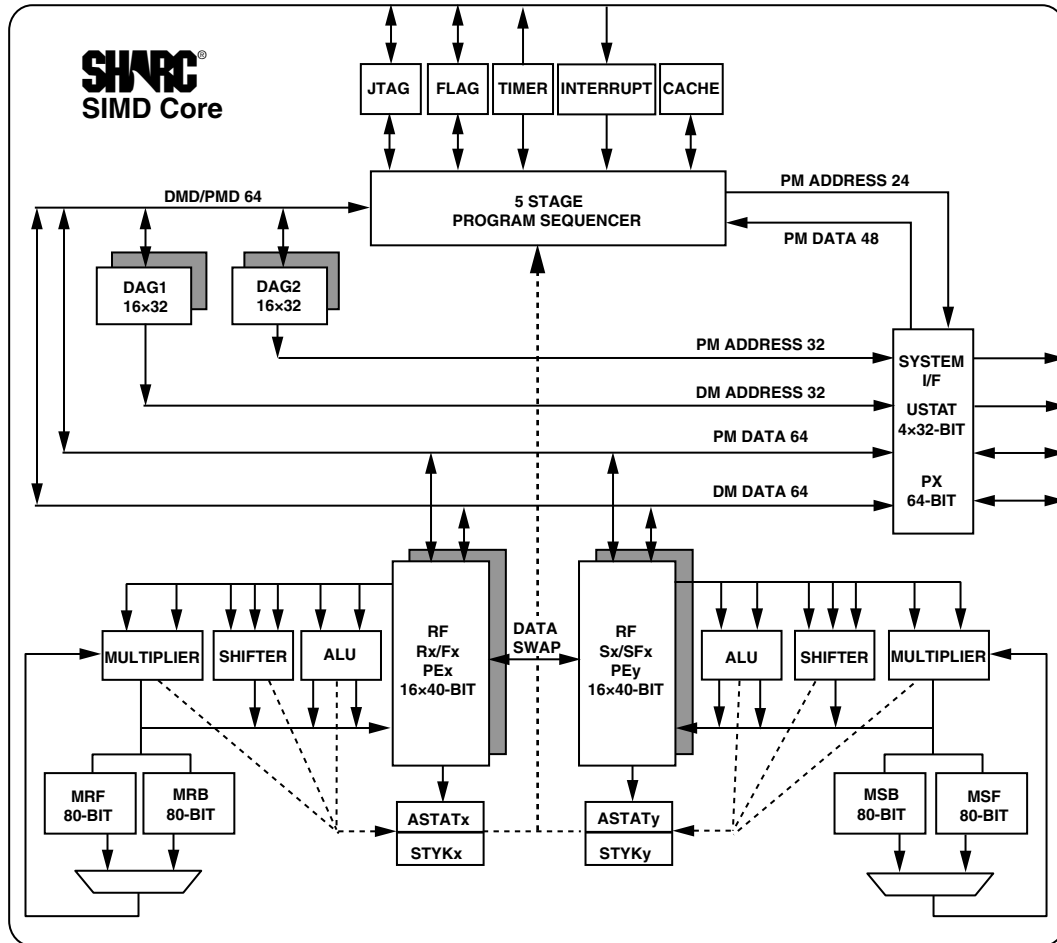 SHARC®
SIMD Core
JTAG
FLAG
TIMER
INTERRUPT
CACHE
5 STAGE
PROGRAM SEQUENCER
DMD/PMD 64
PM ADDRESS 24
PM DATA 48
DAG1
16×32
DAG2
16×32
PM ADDRESS 32
DM ADDRESS 32
PM DATA 64
DM DATA 64
SYSTEM
I/F
USTAT
4×32-BIT
PX
64-BIT
MULTIPLIER
SHIFTER
ALU
RF
Rx/Fx
PEx
16×40-BIT
DATA
SWAP
RF
Sx/SFx
PEy
16×40-BIT
ALU
SHIFTER
MULTIPLIER
MRF
80-BIT
MRB
80-BIT
ASTATx
STYKx
ASTATy
STYKy
MSB
80-BIT
MSF
80-BIT